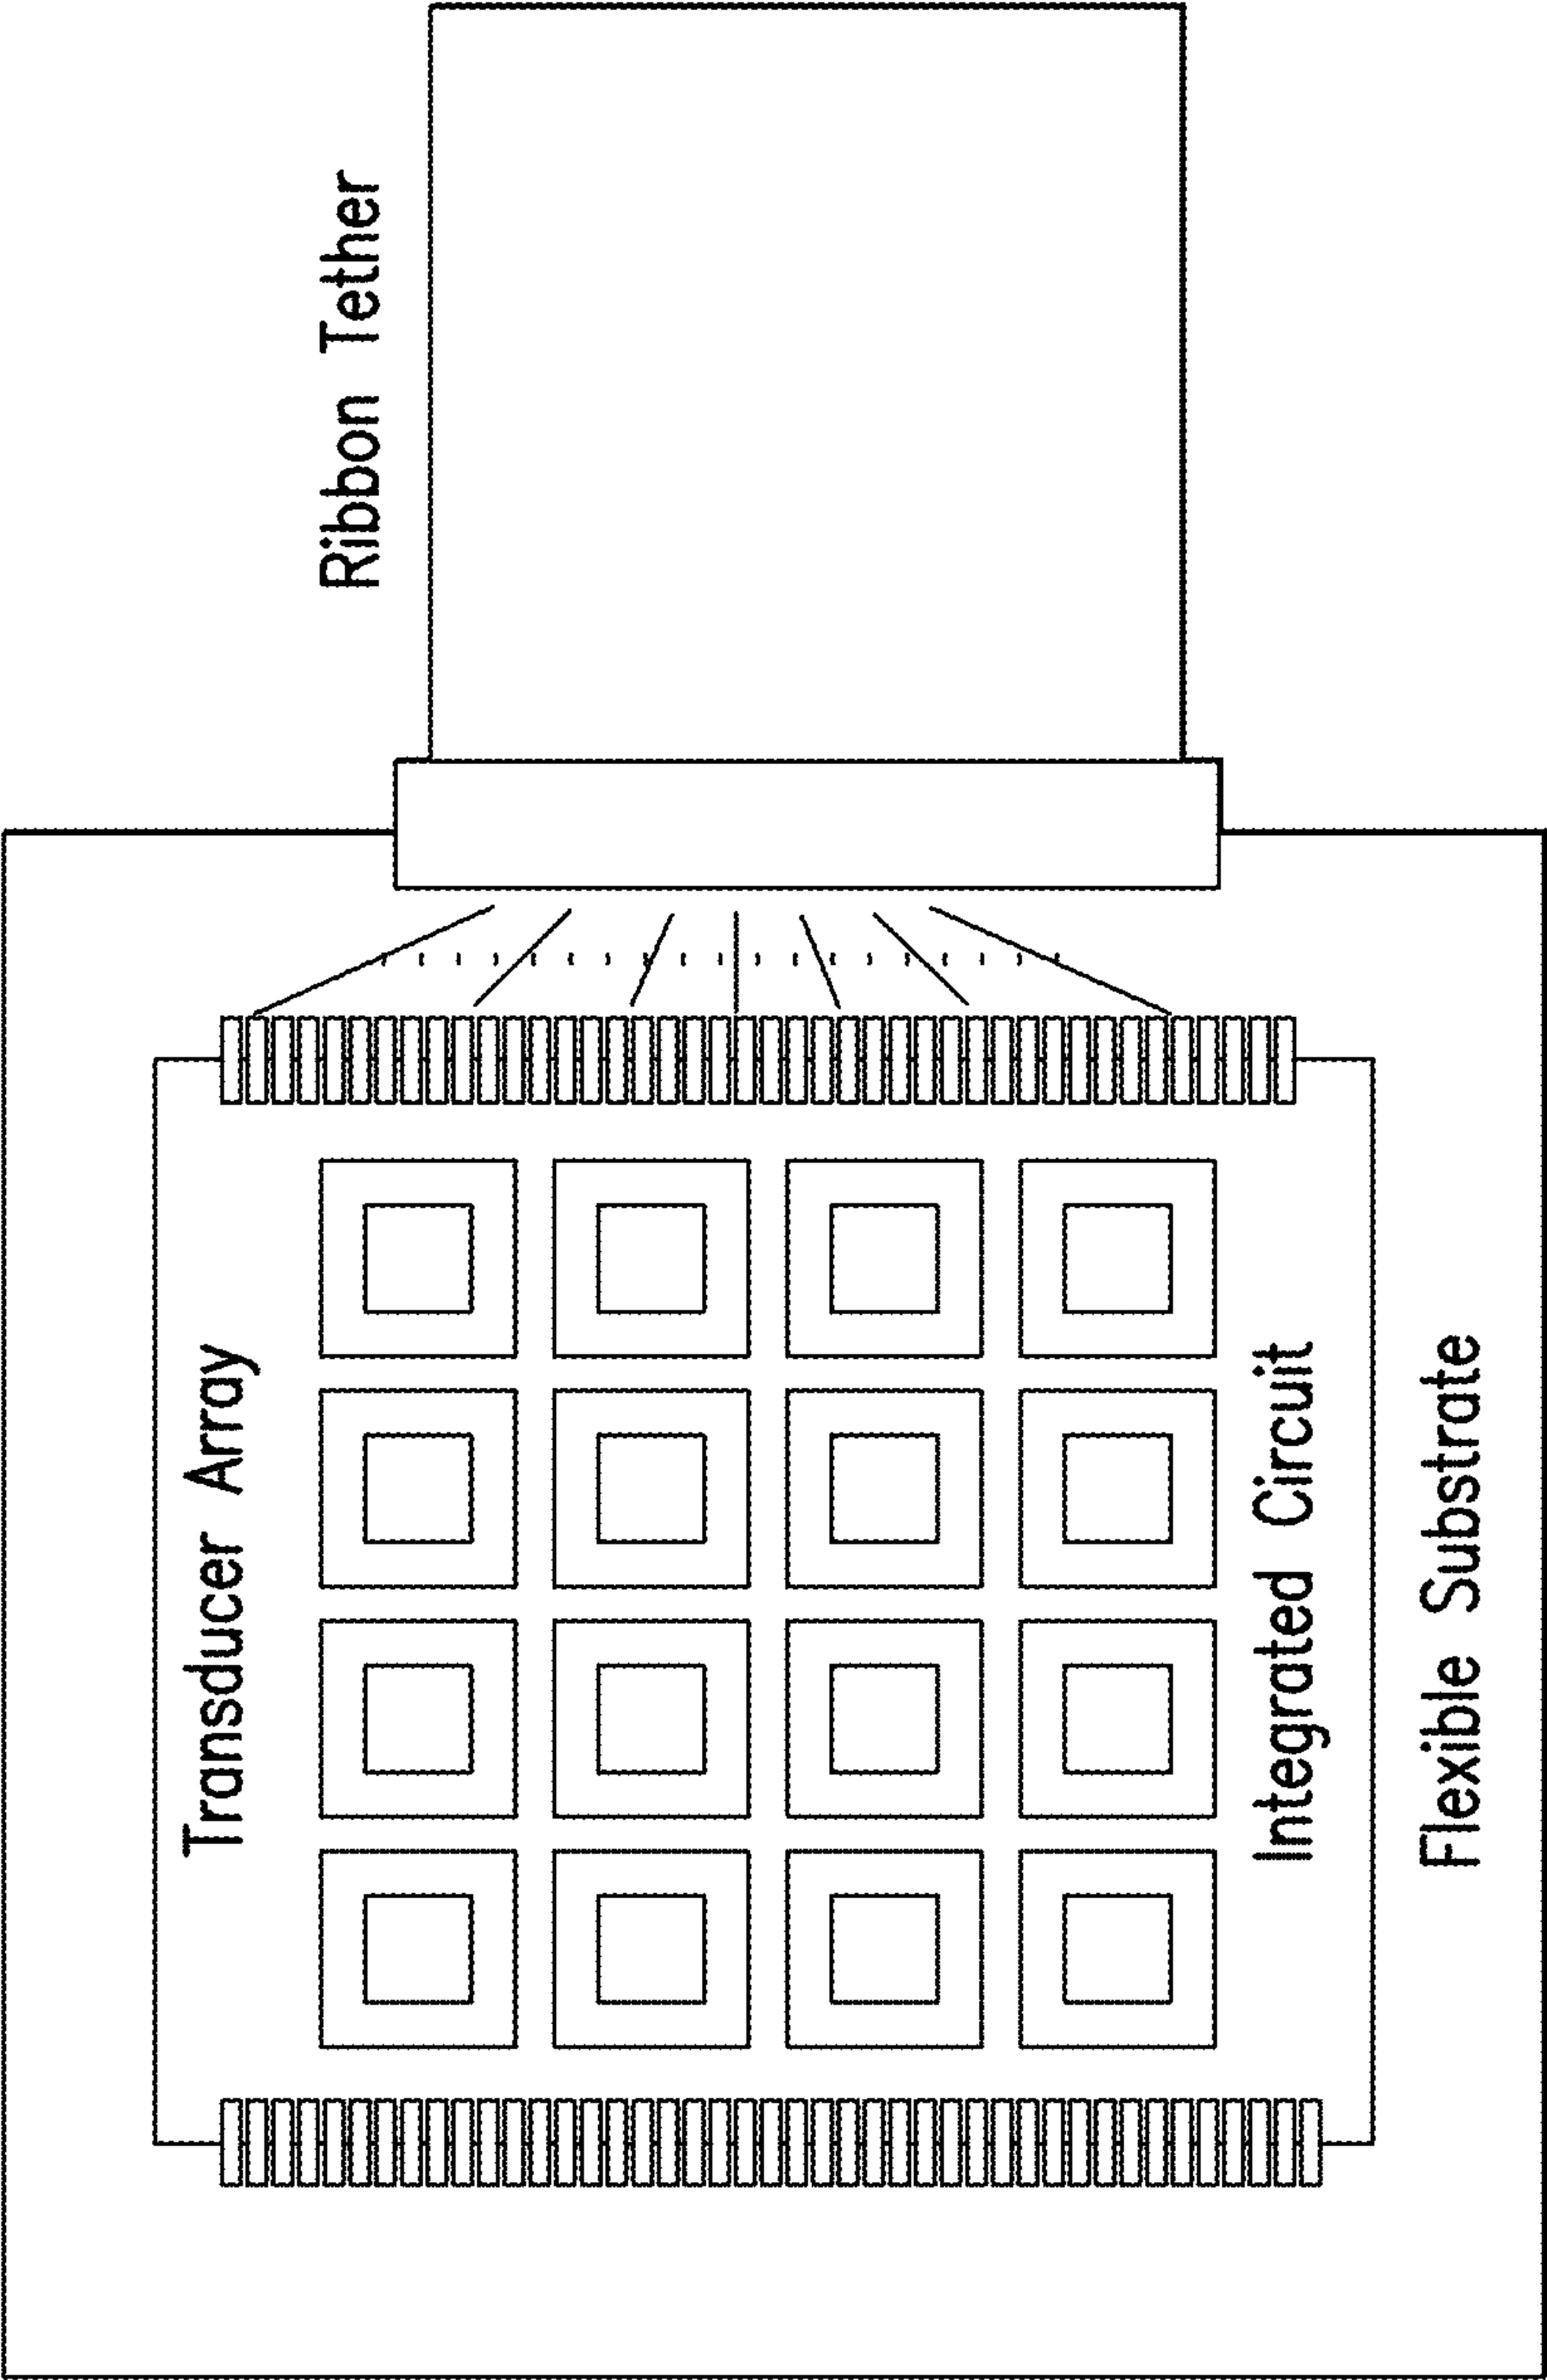 Ribbon Tether
Transducer Array
Integrated Circuit
Flexible Substrate